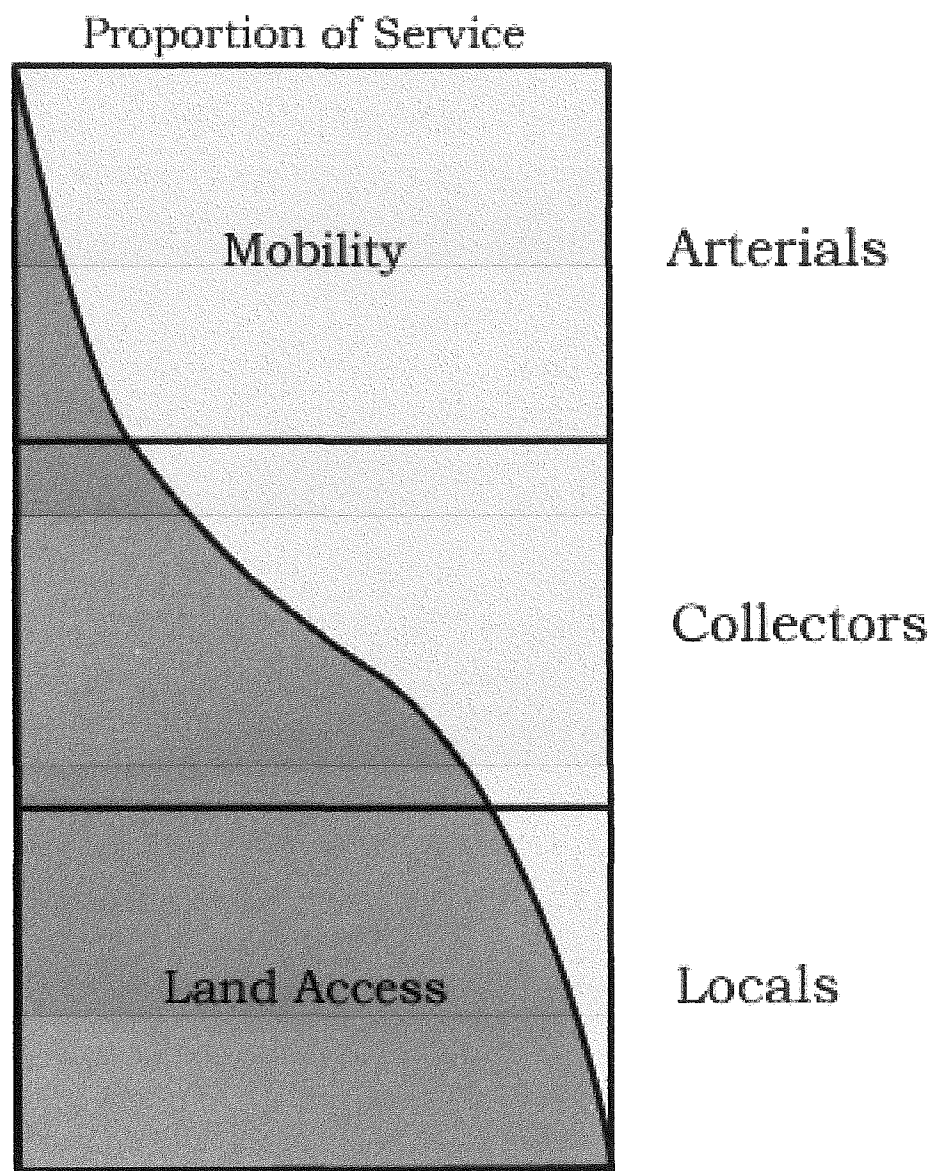 Proportion of Service
Mobility
Arterials
Collectors
Land Access
Locals